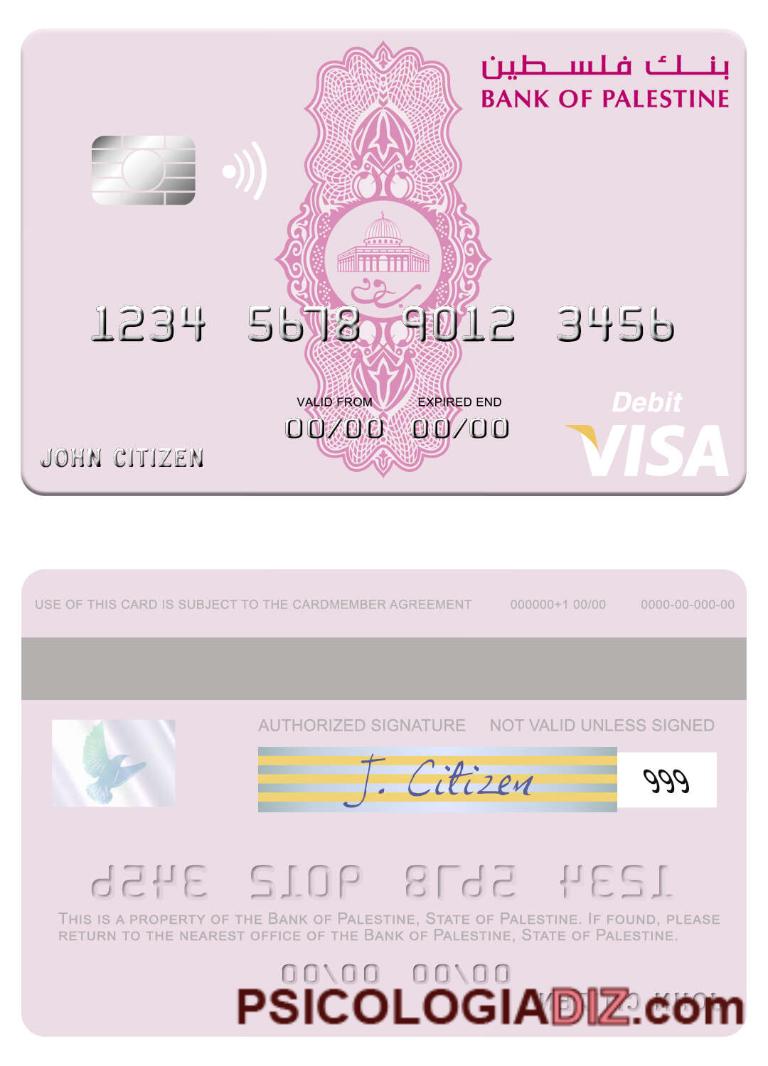 بنك فلسطين
BANK OF PALESTINE
1234 5678 9012 3456
VALID FROM EXPIRED END
00/00 00/00
Debit
JOHN CITIZEN
VISA
USE OF THIS CARD IS SUBJECT TO THE CARDMEMBER AGREEMENT 000000+1 00/00 0000-00-000-00
AUTHORIZED SIGNATURE NOT VALID UNLESS SIGNED
J. Citizen 999
THIS IS A PROPERTY OF THE BANK OF PALESTINE, STATE OF PALESTINE. IF FOUND, PLEASE
RETURN TO THE NEAREST OFFICE OF THE BANK OF PALESTINE, STATE OF PALESTINE.
00\00 00\00
PSICOLOGIADIZ.com